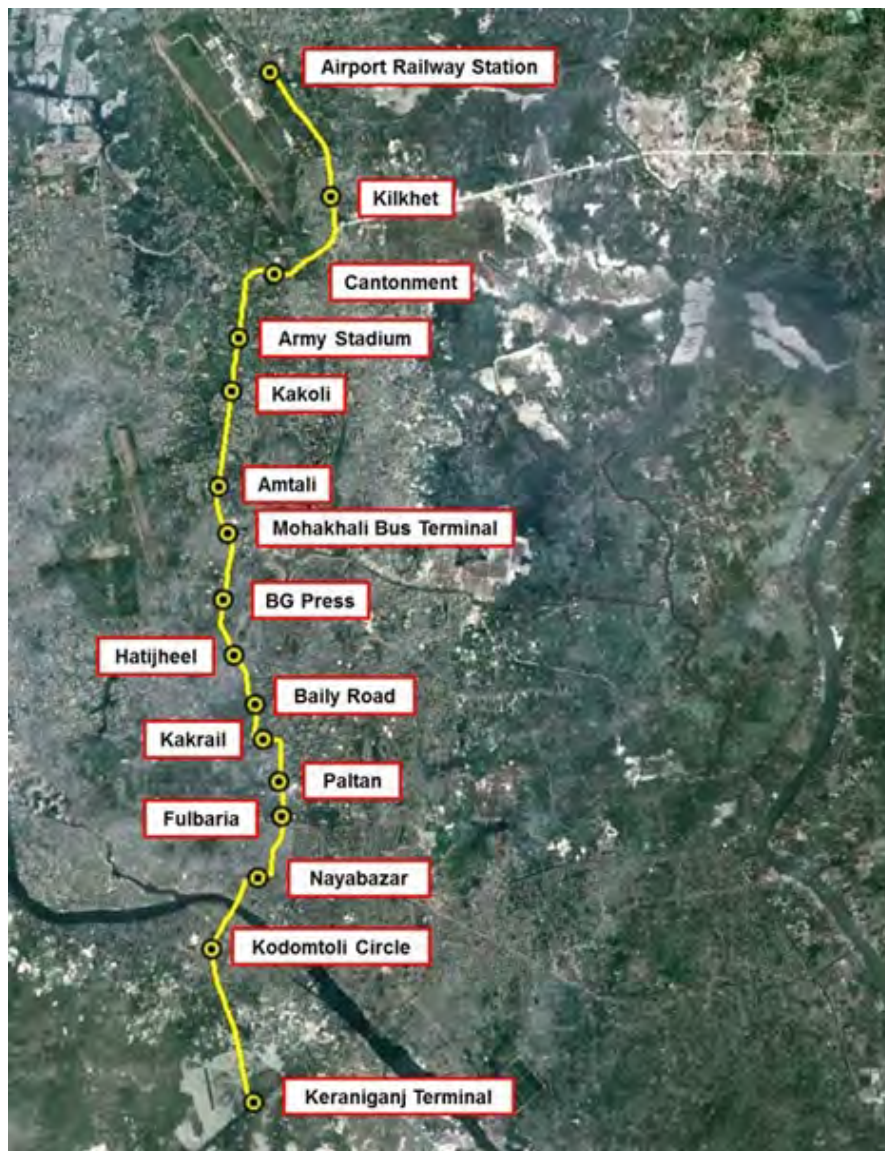 Airport Railway Station
Kilkhet
Cantonment
Army Stadium
Kakoli
Amtali
Mohakhali Bus Terminal
BG Press
Hatijheel
Baily Road
Kakrail
Paltan
Fulbaria
Nayabazar
Kodomtoli Circle
Keraniganj Terminal